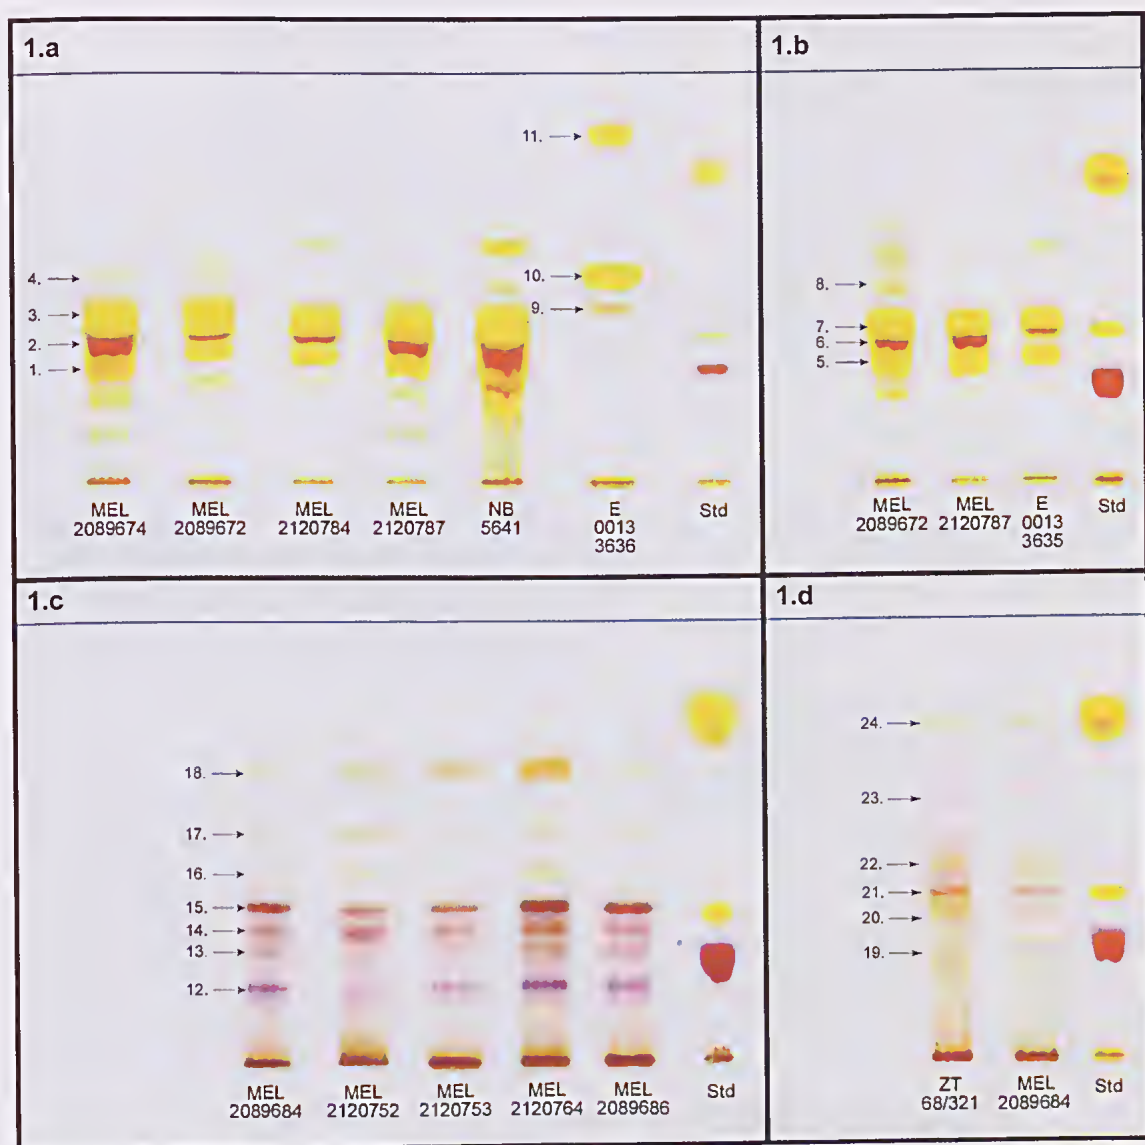 1.a
11.
10.
9.
4.
3.
2.
1.
MEL
2089674
MEL
2089672
MEL
2120784
MEL
2120787
NB
5641
E
0013
3636
Std
1.b
8.
7.
6.
5.
MEL
2089672
MEL
2120787
E
0013
3635
Std
1.c
18.
17.
16.
15.
14.
13.
12.
MEL
2089684
MEL
2120752
MEL
2120753
MEL
2120764
MEL
2089686
Std
1.d
24.
23.
22.
21.
20.
19.
ZT
68/321
MEL
2089684
Std